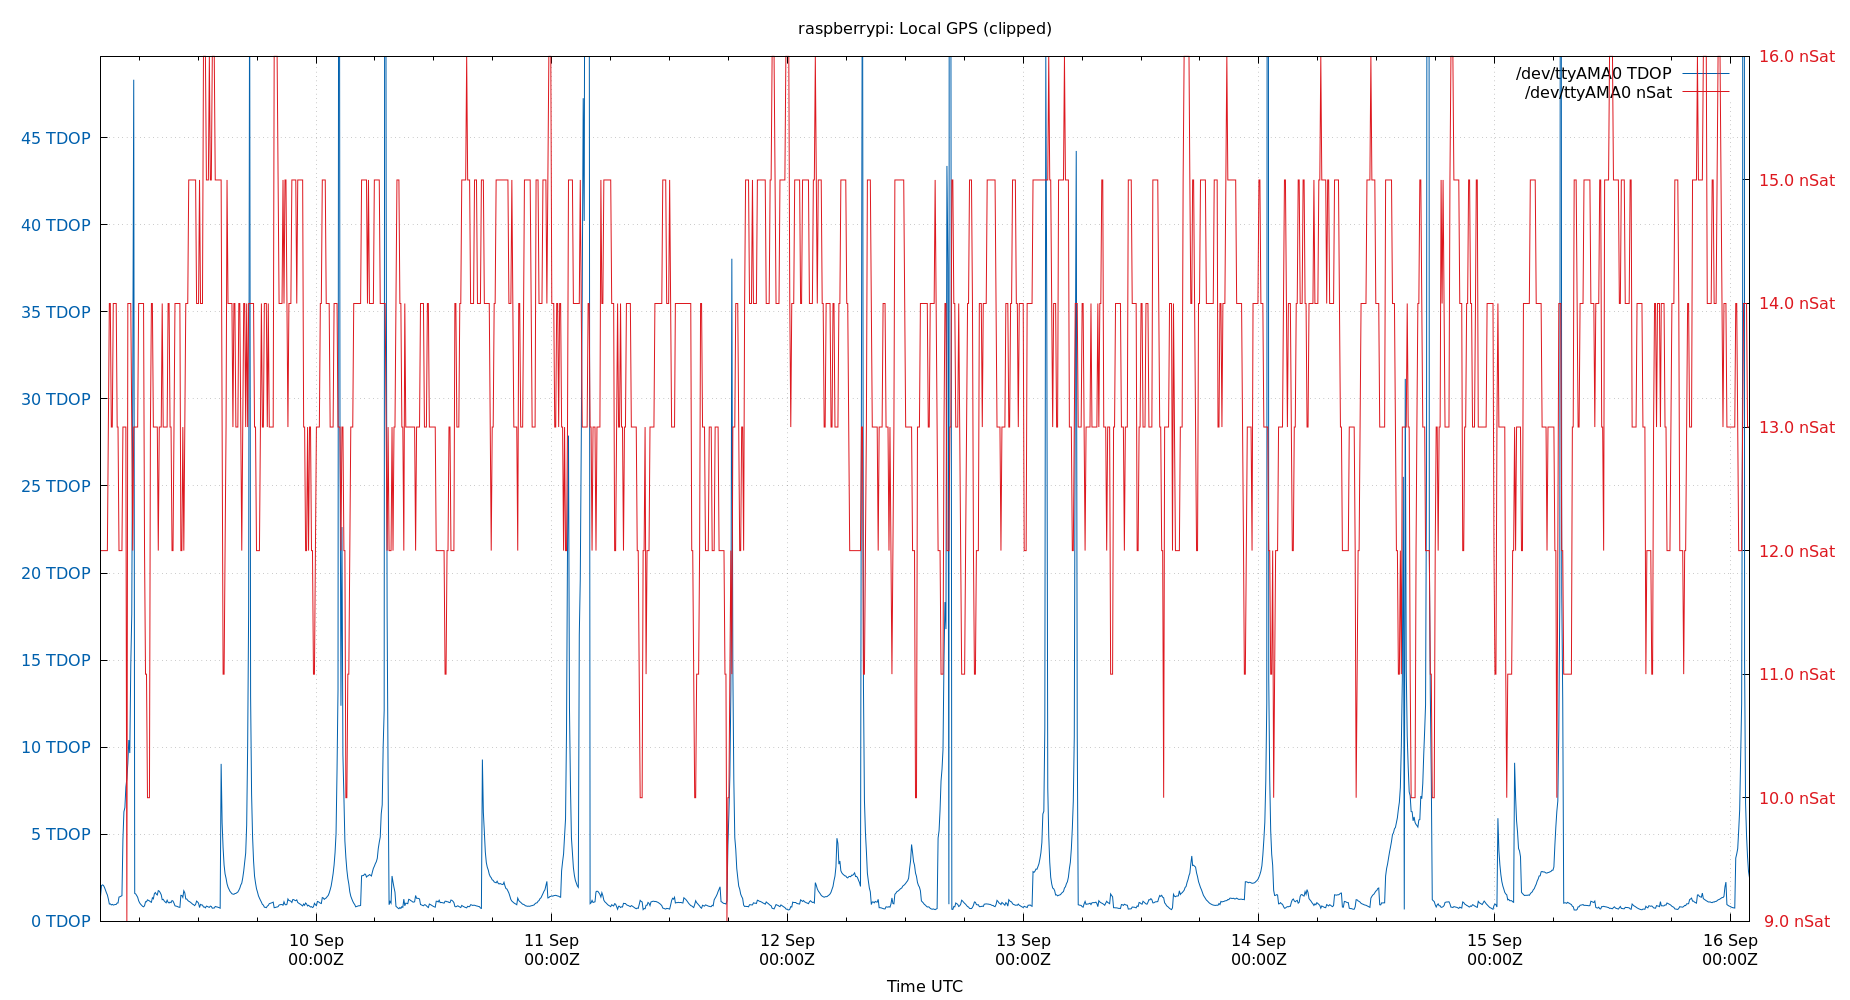 raspberrypi: Local GPS (clipped)
16.0 nSat
/dev/ttyAMA0 TDOP
/dev/ttyAMA0 nSat
45 TDOP
15.0 nSat
40 TDOP
35 TDOP
14.0 nSat
30 TDOP
13.0 nSat
25 TDOP
12.0 nSat
20 TDOP
15 TDOP
11.0 nSat
10 TDOP
10.0 nSat
5 TDOP
0 TDOP
9.0 nSat
10 Sep 11 Sep 12 Sep 13 Sep 14 Sep 15 Sep 16 Sep
00:00Z 00:00Z 00:00Z 00:00Z 00:00Z 00:00Z 00:00Z
Time UTC